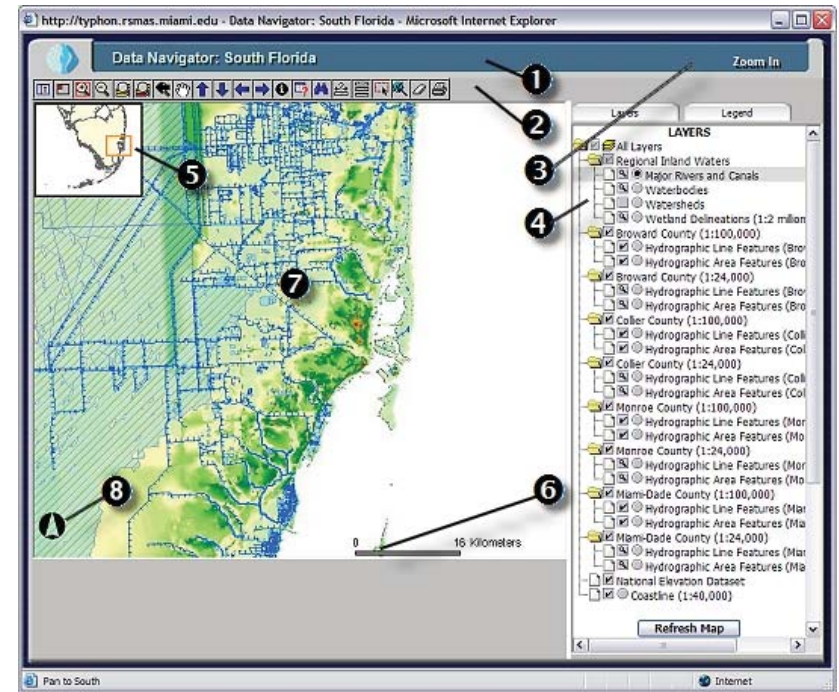 http://typhon.rsmas.miami.edu - Data Navigator: South Florida - Microsoft Internet Explorer
Data Navigator: South Florida
Zoom In
1
2
3
4
5
6
7
8
Layers
Legend
LAYERS
All Layers
Regional Inland Waters
Major Rivers and Canals
Waterbodies
Watersheds
Wetland Delineations (1:2 million
Broward County (1:100,000)
Hydrographic Line Features (Bro
Hydrographic Area Features (Bro
Broward County (1:24,000)
Hydrographic Line Features (Brov
Hydrographic Area Features (Bro
Collier County (1:100,000)
Hydrographic Line Features (Coll
Hydrographic Area Features (Col
Collier County (1:24,000)
Hydrographic Line Features (Colli
Hydrographic Area Features (Col
Monroe County (1:100,000)
Hydrographic Line Features (Mor
Hydrographic Area Features (Mo
Monroe County (1:24,000)
Hydrographic Line Features (Mor
Hydrographic Area Features (Mo
Miami-Dade County (1:100,000)
Hydrographic Line Features (Miar
Hydrographic Area Features (Mia
Miami-Dade County (1:24,000)
Hydrographic Line Features (Miar
Hydrographic Area Features (Mia
National Elevation Dataset
Coastline (1:40,000)
Refresh Map
0 16 Kilometers
Pan to South
Internet